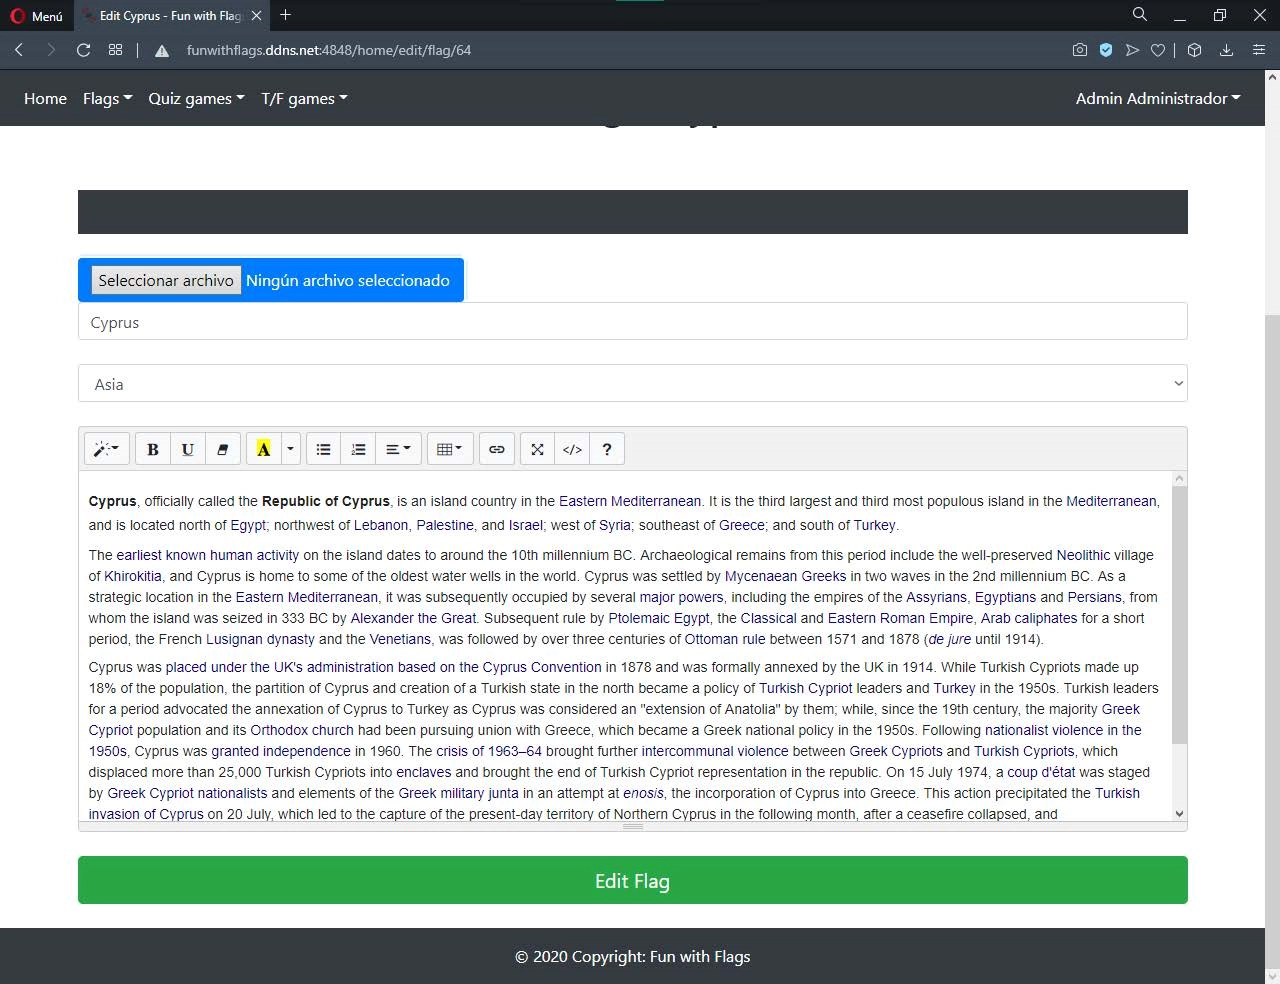 Menú
Edit Cyprus - Fun with Flag
funwithflags.ddns.net:4848/home/edit/flag/64
Home Flags Quiz games T/F games Admin Administrador
Seleccionar archivo Ningún archivo seleccionado
Cyprus
Asia
B U A </> ?
Cyprus, officially called the Republic of Cyprus, is an island country in the Eastern Mediterranean. It is the third largest and third most populous island in the Mediterranean,
and is located north of Egypt; northwest of Lebanon, Palestine, and Israel; west of Syria; southeast of Greece; and south of Turkey.
The earliest known human activity on the island dates to around the 10th millennium BC. Archaeological remains from this period include the well-preserved Neolithic village
of Khirokitia, and Cyprus is home to some of the oldest water wells in the world. Cyprus was settled by Mycenaean Greeks in two waves in the 2nd millennium BC. As a
strategic location in the Eastern Mediterranean, it was subsequently occupied by several major powers, including the empires of the Assyrians, Egyptians and Persians, from
whom the island was seized in 333 BC by Alexander the Great. Subsequent rule by Ptolemaic Egypt, the Classical and Eastern Roman Empire, Arab caliphates for a short
period, the French Lusignan dynasty and the Venetians, was followed by over three centuries of Ottoman rule between 1571 and 1878 (de jure until 1914).
Cyprus was placed under the UK's administration based on the Cyprus Convention in 1878 and was formally annexed by the UK in 1914. While Turkish Cypriots made up
18% of the population, the partition of Cyprus and creation of a Turkish state in the north became a policy of Turkish Cypriot leaders and Turkey in the 1950s. Turkish leaders
for a period advocated the annexation of Cyprus to Turkey as Cyprus was considered an "extension of Anatolia" by them; while, since the 19th century, the majority Greek
Cypriot population and its Orthodox church had been pursuing union with Greece, which became a Greek national policy in the 1950s. Following nationalist violence in the
1950s, Cyprus was granted independence in 1960. The crisis of 1963–64 brought further intercommunal violence between Greek Cypriots and Turkish Cypriots, which
displaced more than 25,000 Turkish Cypriots into enclaves and brought the end of Turkish Cypriot representation in the republic. On 15 July 1974, a coup d'état was staged
by Greek Cypriot nationalists and elements of the Greek military junta in an attempt at enosis, the incorporation of Cyprus into Greece. This action precipitated the Turkish
invasion of Cyprus on 20 July, which led to the capture of the present-day territory of Northern Cyprus in the following month, after a ceasefire collapsed, and
Edit Flag
© 2020 Copyright: Fun with Flags